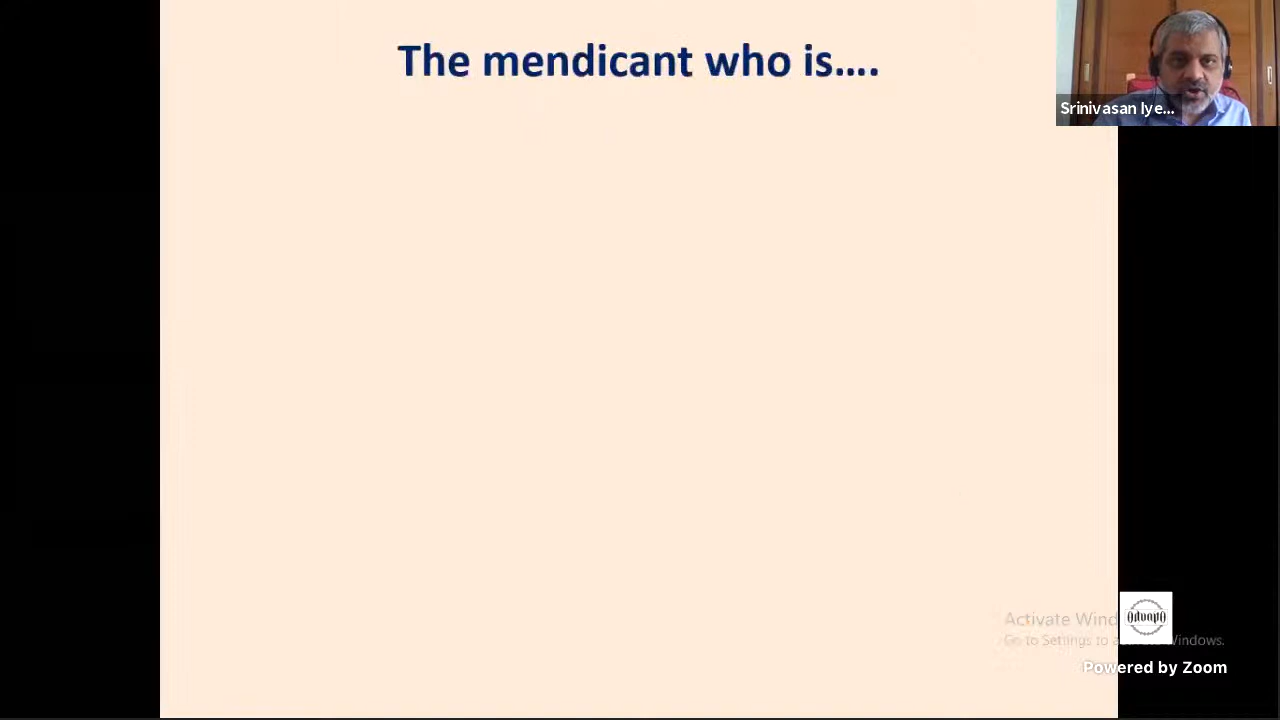 The mendicant who is....
Srinivasan Iye...
Activate Wind
Go to Settings to a Windows.
Powered by Zoom